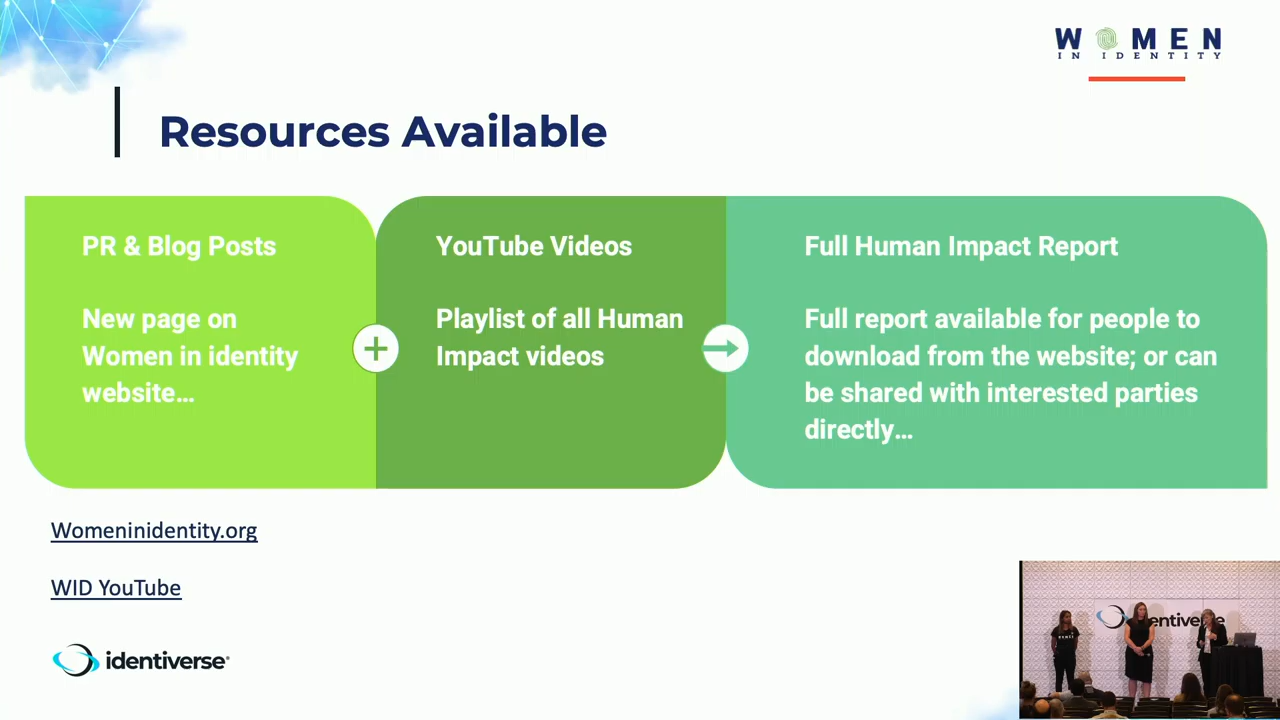 WOMEN
IN IDENTITY
Resources Available
PR & Blog Posts
New page on
Women in identity
website...
YouTube Videos
Playlist of all Human
Impact videos
Full Human Impact Report
Full report available for people to
download from the website; or can
be shared with interested parties
directly...
Womeninidentity.org
WID YouTube
identiverse